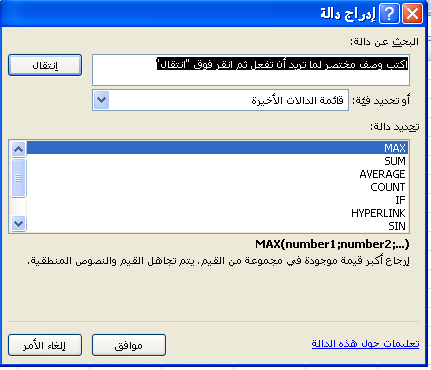 إدراج دالة
البحث عن دالة:
اكتب وصف مختصر لما تريد أن تفعل ثم انقر فوق "انتقال"
إنتقال
أو تحديد فئة:
قائمة الدالات الأخيرة
تحديد دالة:
MAX
SUM
AVERAGE
COUNT
IF
HYPERLINK
SIN
MAX(number1;number2;...)
إرجاع أكبر قيمة موجودة في مجموعة من القيم. يتم تجاهل القيم والنصوص المنطقية.
تعليمات حول هذه الدالة
موافق
إلغاء الأمر